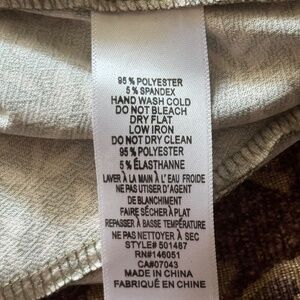 95% POLYESTER
5% SPANDEX
HAND WASH COLD
DO NOT BLEACH
DRY FLAT
LOW IRON
DO NOT DRY CLEAN
95% POLYESTER
5% ÉLASTHANNE
LAVER À LA MAIN À L'EAU FROIDE
NE PAS UTISER D'AGENT
DE BLANCHIMENT
FAIRE SÉCHER À PLAT
REPASSER À BASSE TEMPÉRATURE
NE PAS NETTOYER À SEC
STYLE# 501487
RN#146051
CA#07043
MADE IN CHINA
FABRIQUÉ EN CHINE